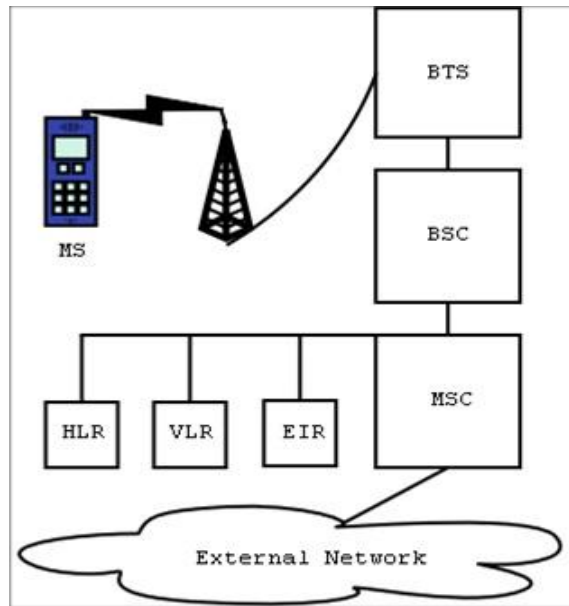 BTS
MS
BSC
HLR
VLR
EIR
MSC
External Network